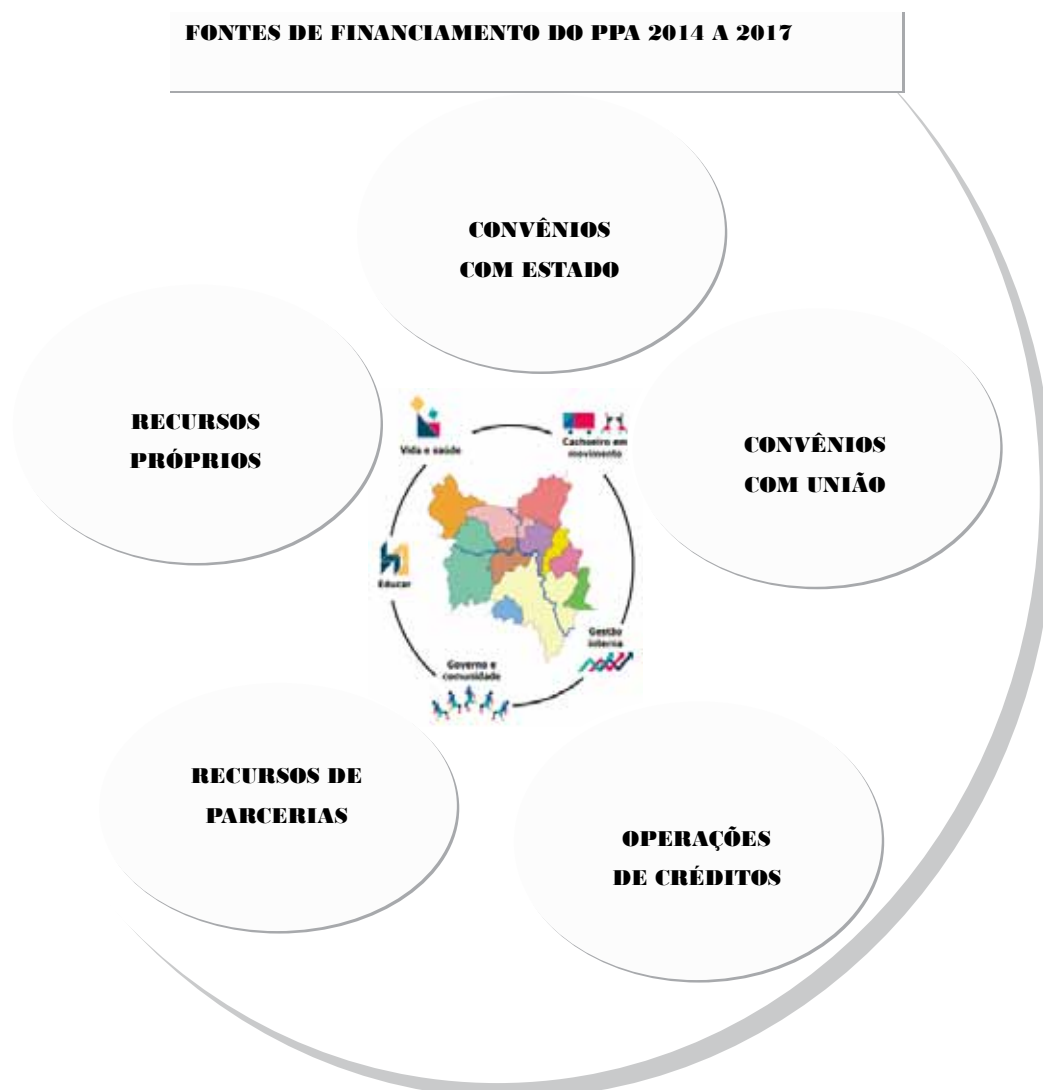 FONTES DE FINANCIAMENTO DO PPA 2014 A 2017
CONVÊNIOS
COM ESTADO
RECURSOS
PRÓPRIOS
CONVÊNIOS
COM UNIÃO
Vida e saúde
Cachoeiro em
movimento
Educar
Gestão
interna
Governo e
comunidade
RECURSOS DE
PARCERIAS
OPERAÇÕES
DE CRÉDITOS